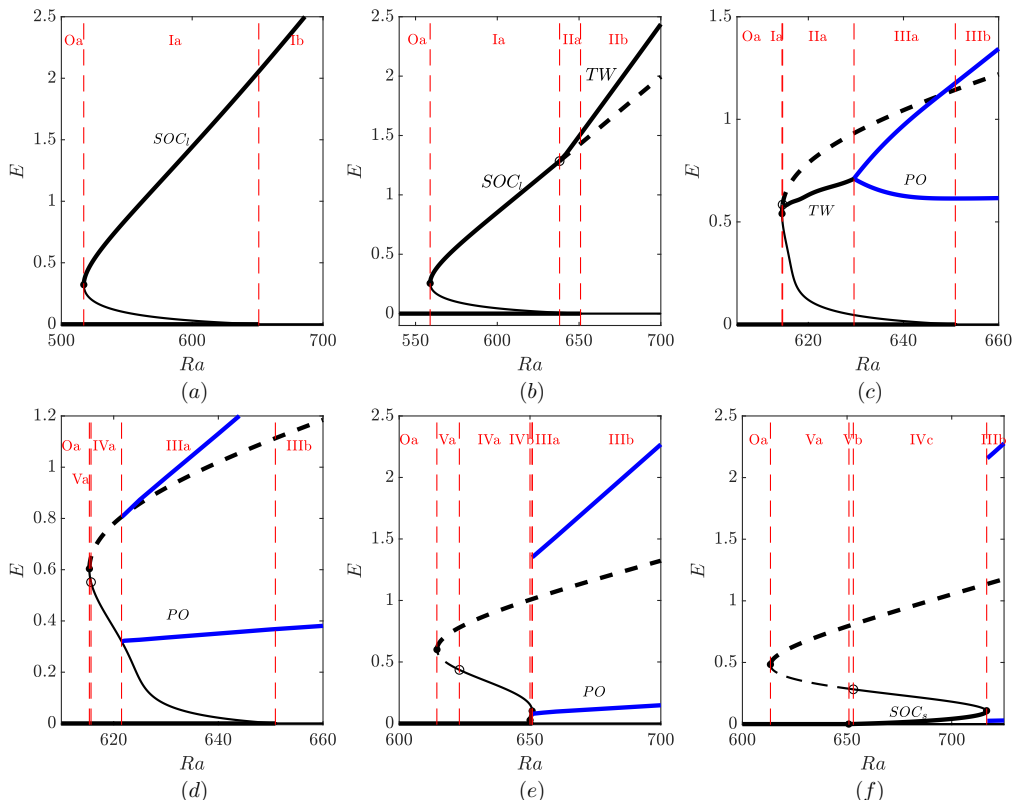 2.5
2
1.5
1
0.5
0
E
Oa
Ia
Ib
SOC_l
500
600
700
Ra
(a)
2.5
2
1.5
1
0.5
0
E
Oa
Ia
IIa
IIb
TW
SOC_l
550
600
650
700
Ra
(b)
1.5
1
0.5
0
E
Oa
Ia
IIa
IIIa
IIIb
PO
TW
620
640
660
Ra
(c)
1.2
1
0.8
0.6
0.4
0.2
0
E
Oa
IVa
IIIa
IIIb
Va
PO
620
640
660
Ra
(d)
2.5
2
1.5
1
0.5
0
E
Oa
Va
IVa
IVb
IIIa
IIIb
PO
600
650
700
Ra
(e)
2.5
2
1.5
1
0.5
0
E
Oa
Va
Vb
IVc
IIIb
SOC_s
600
650
700
Ra
(f)